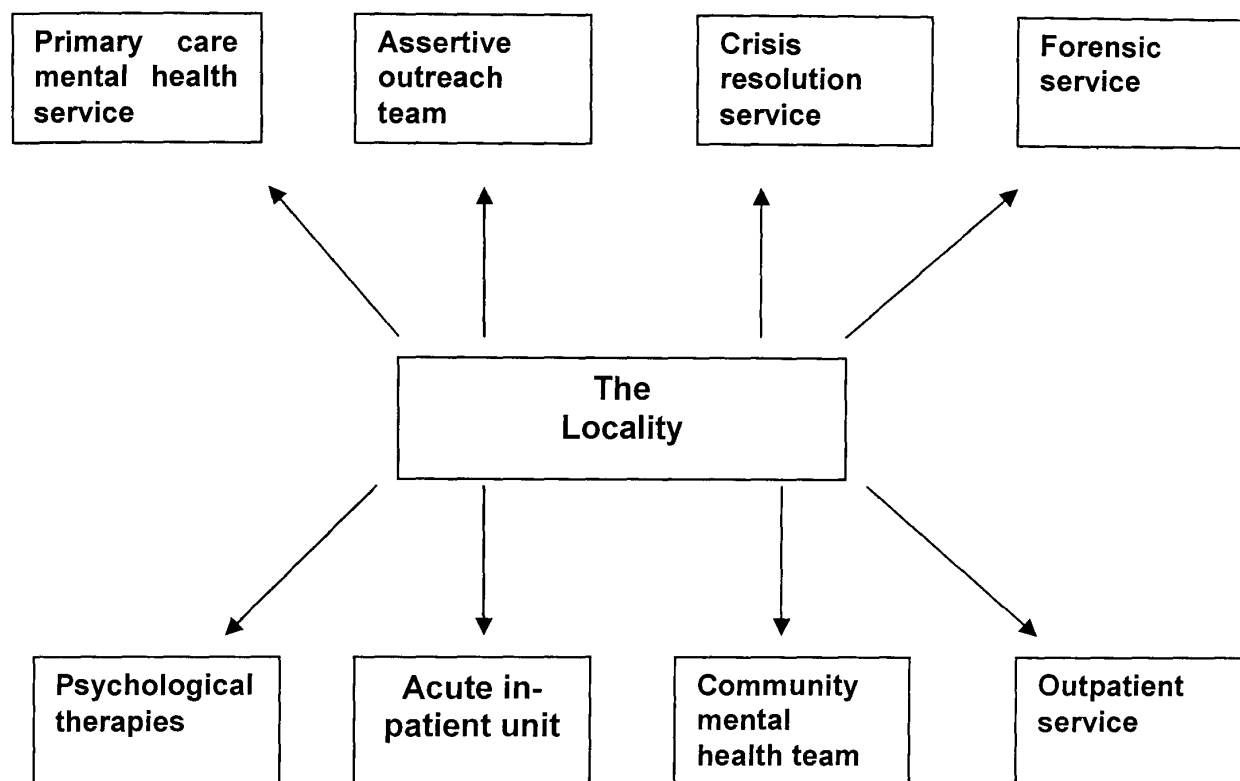 Primary care
mental health
service
Assertive
outreach
team
Crisis
resolution
service
Forensic
service
The
Locality
Psychological
therapies
Acute in-
patient unit
Community
mental
health team
Outpatient
service